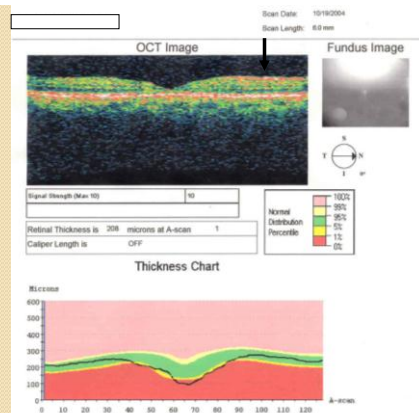 Scan Date: 10/19/2004
Scan Length: 6.0 mm
OCT Image
Fundus Image
S
T N
I
Signal Strength (Max 10) 10
Retinal Thickness is 208 microns at A-scan 1
Caliper Length is OFF
Normal
Distribution
Percentile
100%
99%
95%
5%
1%
0%
Thickness Chart
Microns
600
500
400
300
200
100
0
0 10 20 30 40 50 60 70 80 90 100 110 120
A-scan